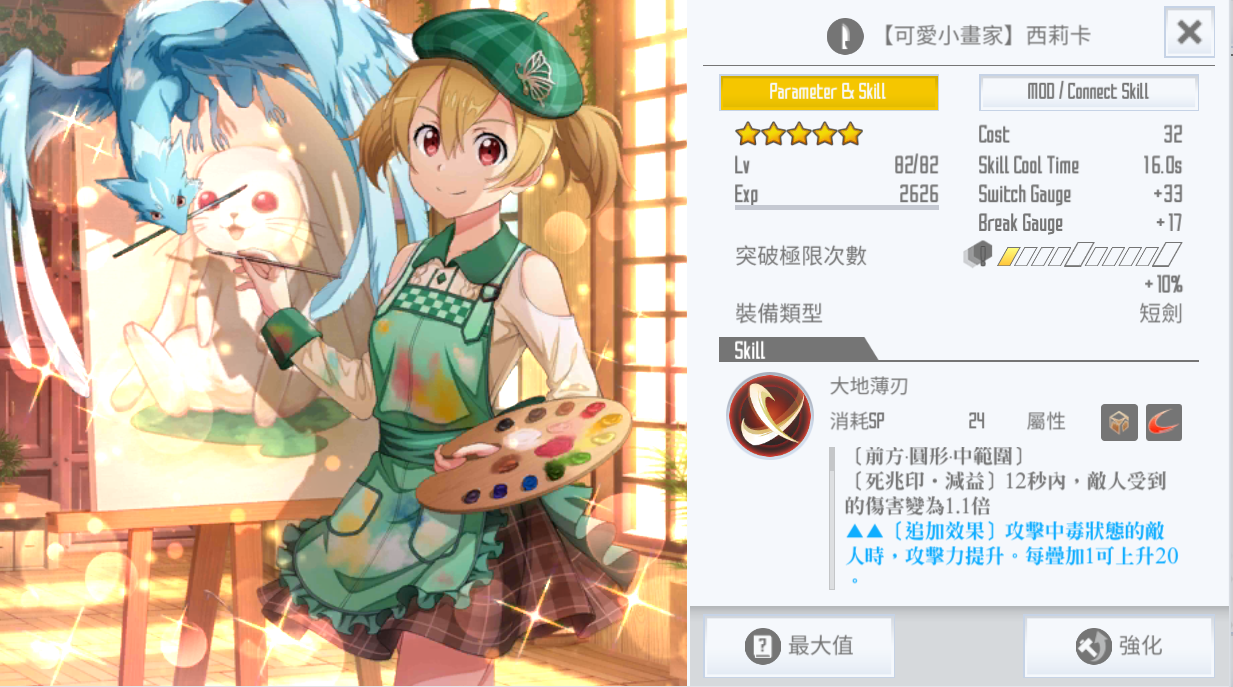 【可愛小畫家】西莉卡
Parameter & Skill
MOD / Connect Skill
Lv 82/82
Exp 2626
Cost 32
Skill Cool Time 16.0s
Switch Gauge +33
Break Gauge +17
突破極限次數
+10%
裝備類型 短劍
Skill
大地薄刃
消耗SP 24 屬性
〔前方·圓形·中範圍〕
〔死兆印・減益〕12秒內，敵人受到
的傷害變為1.1倍
▲▲〔追加效果〕攻擊中毒狀態的敵
人時，攻擊力提升。每疊加1可上升20
。
最大值
強化